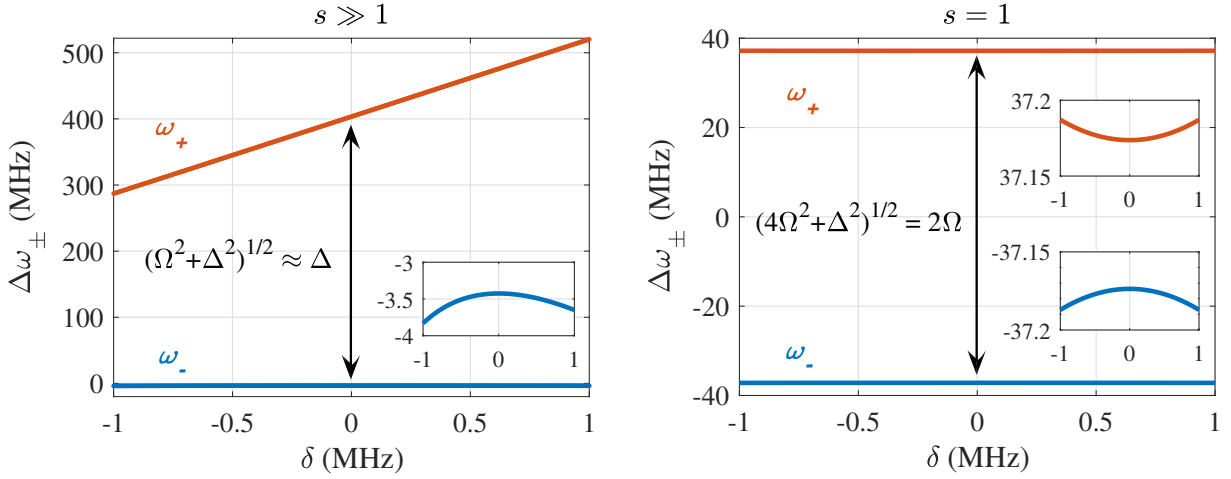 s ≫ 1
Δω± (MHz)
500
400
300
200
100
0
ω+
(Ω²+Δ²)¹/² ≈ Δ
ω-
-3
-3.5
-4
-1 0 1
-1 -0.5 0 0.5 1
δ (MHz)
s = 1
Δω± (MHz)
40
20
0
-20
-40
ω+
37.2
37.15
-1 0 1
(4Ω²+Δ²)¹/² = 2Ω
-37.15
-37.2
-1 0 1
ω-
-1 -0.5 0 0.5 1
δ (MHz)